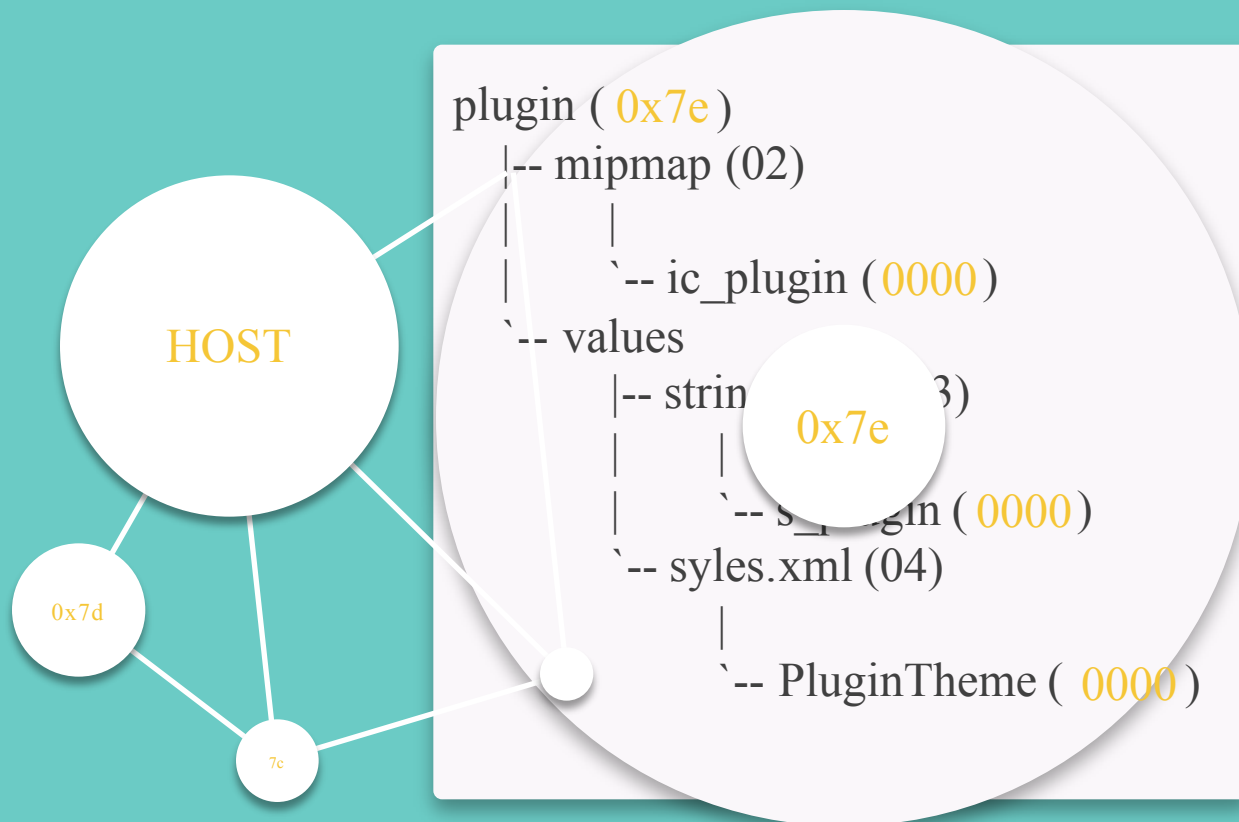 plugin ( 0x7e )
|-- mipmap (02)
| |
| `-- ic_plugin (0000)
HOST
`-- values
|-- strin 3)
0x7e
| |
| `-- (0000)
`-- syles.xml (04)
|
0x7d
`-- PluginTheme ( 0000 )
7c